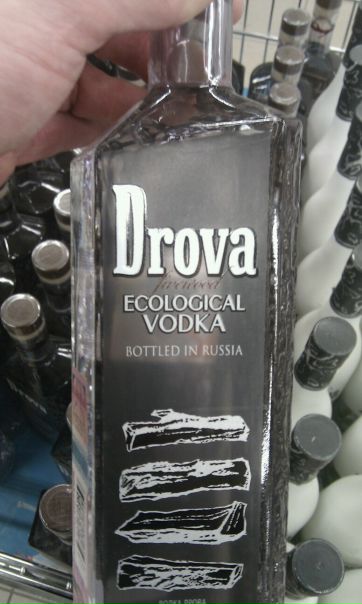 Drova
firewood
ECOLOGICAL
VODKA
BOTTLED IN RUSSIA